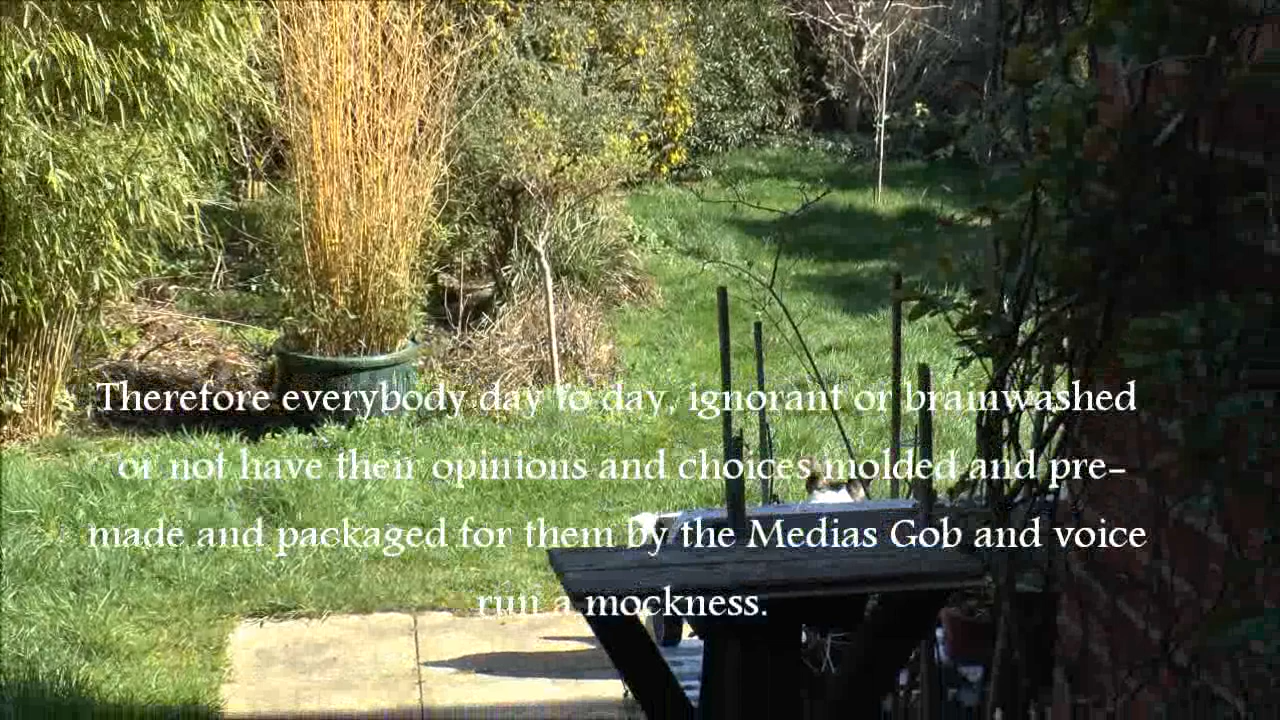 Therefore everybody day to day, ignorant or brainwashed
or not have their opinions and choices molded and pre-
made and packaged for them by the Medias Gob and voice
run a mockness.